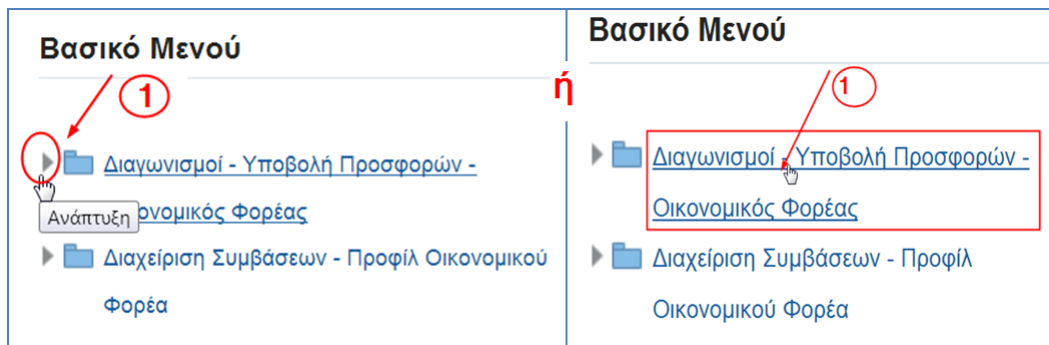 Βασικό Μενού
1
Διαγωνισμοί - Υποβολή Προσφορών -
ονομικός Φορέας
Ανάπτυξη
Διαχείριση Συμβάσεων - Προφίλ Οικονομικού
Φορέα
ή
Βασικό Μενού
1
Διαγωνισμοί - Υποβολή Προσφορών -
Οικονομικός Φορέας
Διαχείριση Συμβάσεων - Προφίλ
Οικονομικού Φορέα